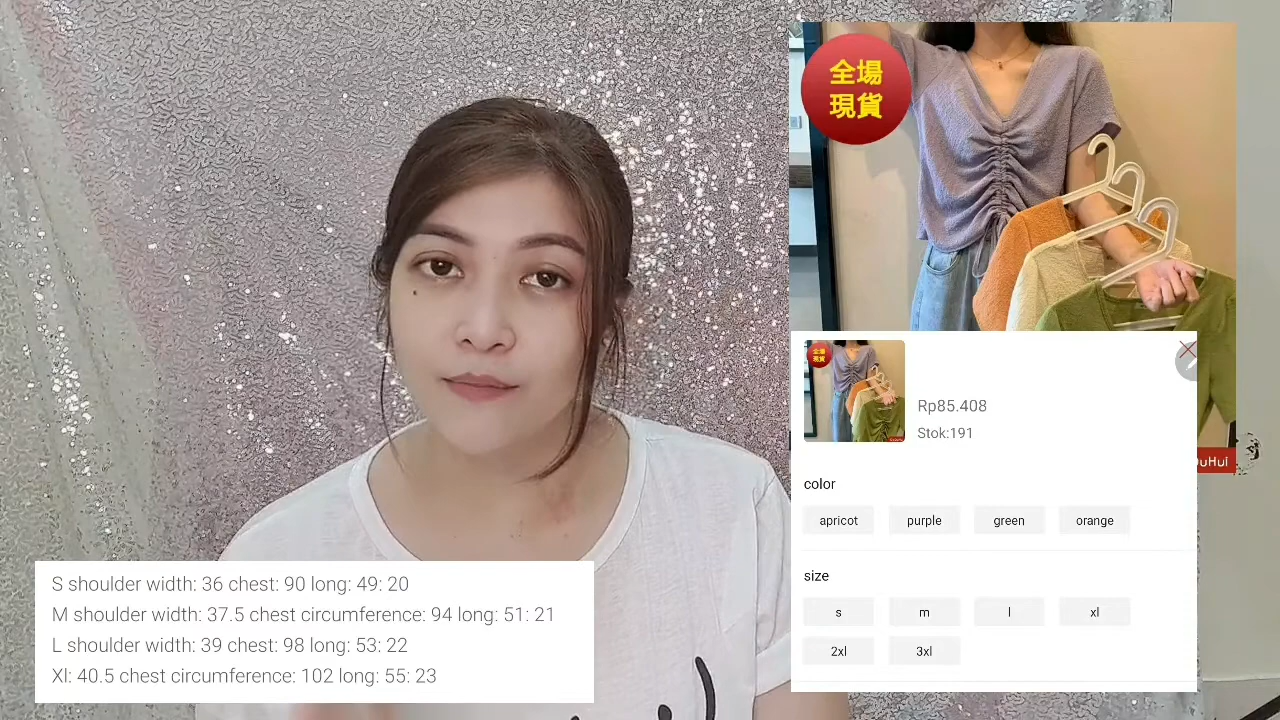 全場
現貨
Rp85.408
Stok:191
color
apricot
purple
green
orange
size
s
m
l
xl
2xl
3xl
S shoulder width: 36 chest: 90 long: 49: 20
M shoulder width: 37.5 chest circumference: 94 long: 51: 21
L shoulder width: 39 chest: 98 long: 53: 22
Xl: 40.5 chest circumference: 102 long: 55: 23